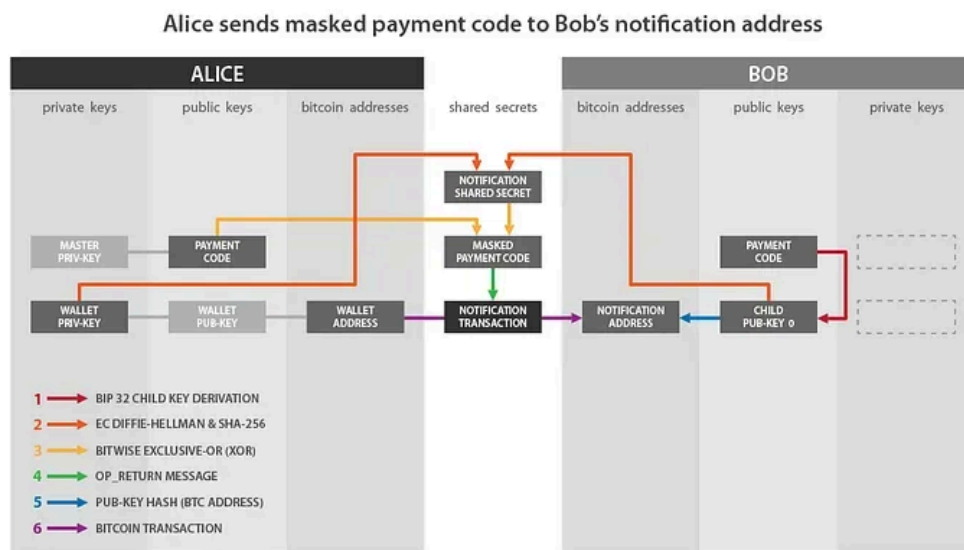 Alice sends masked payment code to Bob's notification address
ALICE
BOB
private keys
public keys
bitcoin addresses
shared secrets
bitcoin addresses
public keys
private keys
NOTIFICATION
SHARED SECRET
MASTER
PRIV-KEY
PAYMENT
CODE
MASKED
PAYMENT CODE
PAYMENT
CODE
WALLET
PRIV-KEY
WALLET
PUB-KEY
WALLET
ADDRESS
NOTIFICATION
TRANSACTION
NOTIFICATION
ADDRESS
CHILD
PUB-KEY 0
1 BIP 32 CHILD KEY DERIVATION
2 EC DIFFIE-HELLMAN & SHA-256
3 BITWISE EXCLUSIVE-OR (XOR)
4 OP_RETURN MESSAGE
5 PUB-KEY HASH (BTC ADDRESS)
6 BITCOIN TRANSACTION